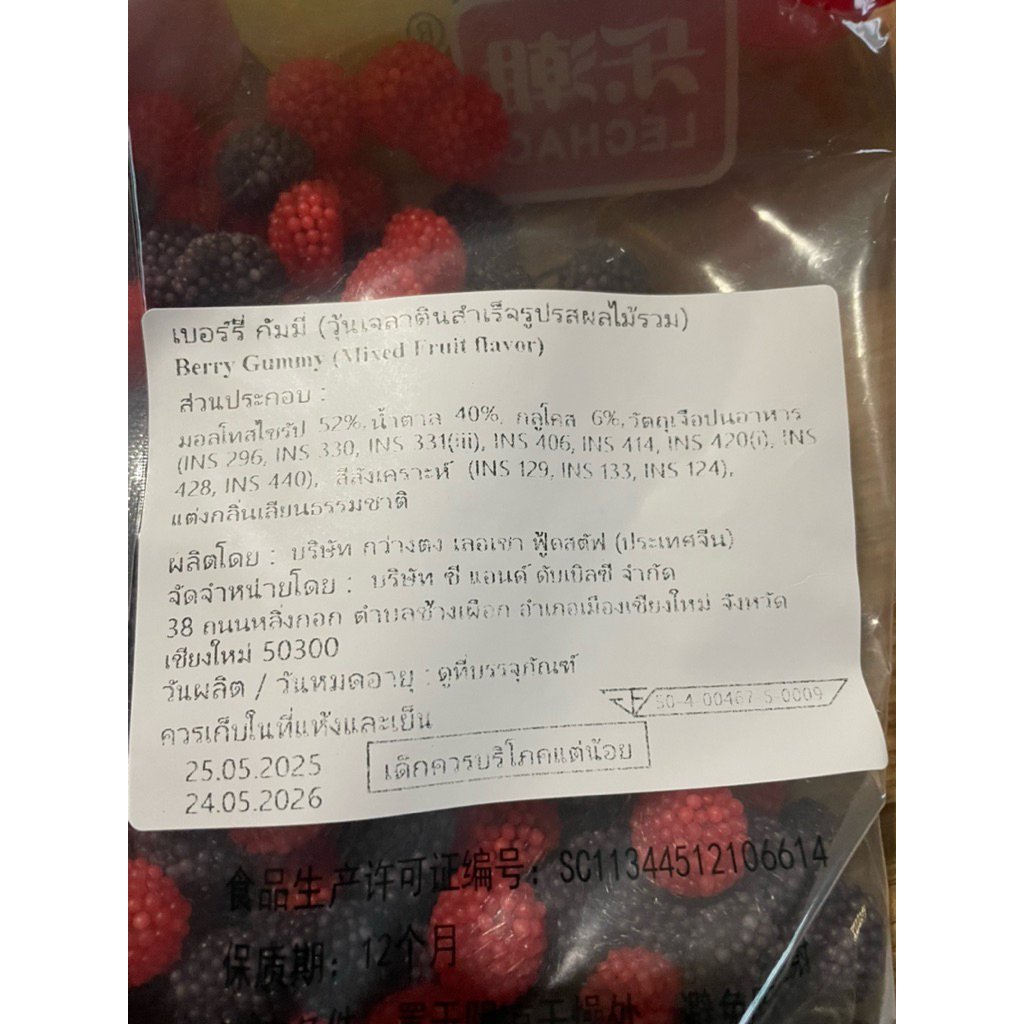 เบอร์รี่ กัมมี่ (วุ้นเจลาตินสำเร็จรูปรสผลไม้รวม)
Berry Gummy (Mixed Fruit flavor)
ส่วนประกอบ :
มอลโทสไซรัป 52%, น้ำตาล 40%, กลูโคส 6%, วัตถุเจือปนอาหาร
(INS 296, INS 330, INS 331(iii), INS 406, INS 414, INS 420(i), INS
428, INS 440), สีสังเคราะห์ (INS 129, INS 133, INS 124),
แต่งกลิ่นเลียนธรรมชาติ
ผลิตโดย : บริษัท กว่างตง เลอเชา ฟู้ดสตัฟ (ประเทศจีน)
จัดจำหน่ายโดย : บริษัท ซี แอนด์ ดับเบิลซี จำกัด
38 ถนนหลิ่งกอก ตำบลช้างเผือก อำเภอเมืองเชียงใหม่ จังหวัด
เชียงใหม่ 50300
วันผลิต / วันหมดอายุ : ดูที่บรรจุภัณฑ์
50-4-00467-5-0009
ควรเก็บในที่แห้งและเย็น
25.05.2025
เด็กควรบริโภคแต่น้อย
24.05.2026
食品生产许可证编号：SC11344512106614
保质期：12个月